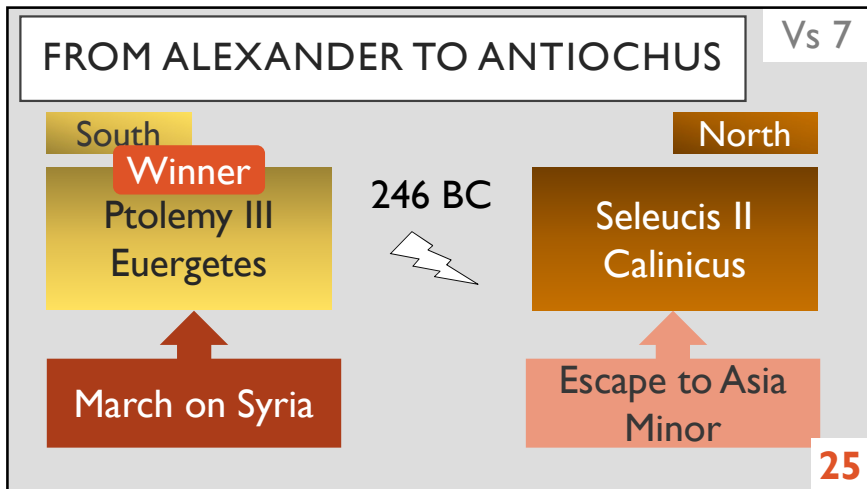 FROM ALEXANDER TO ANTIOCHUS
Vs 7
South
North
Winner
Ptolemy III
Euergetes
246 BC
Seleucis II
Calinicus
March on Syria
Escape to Asia
Minor
25